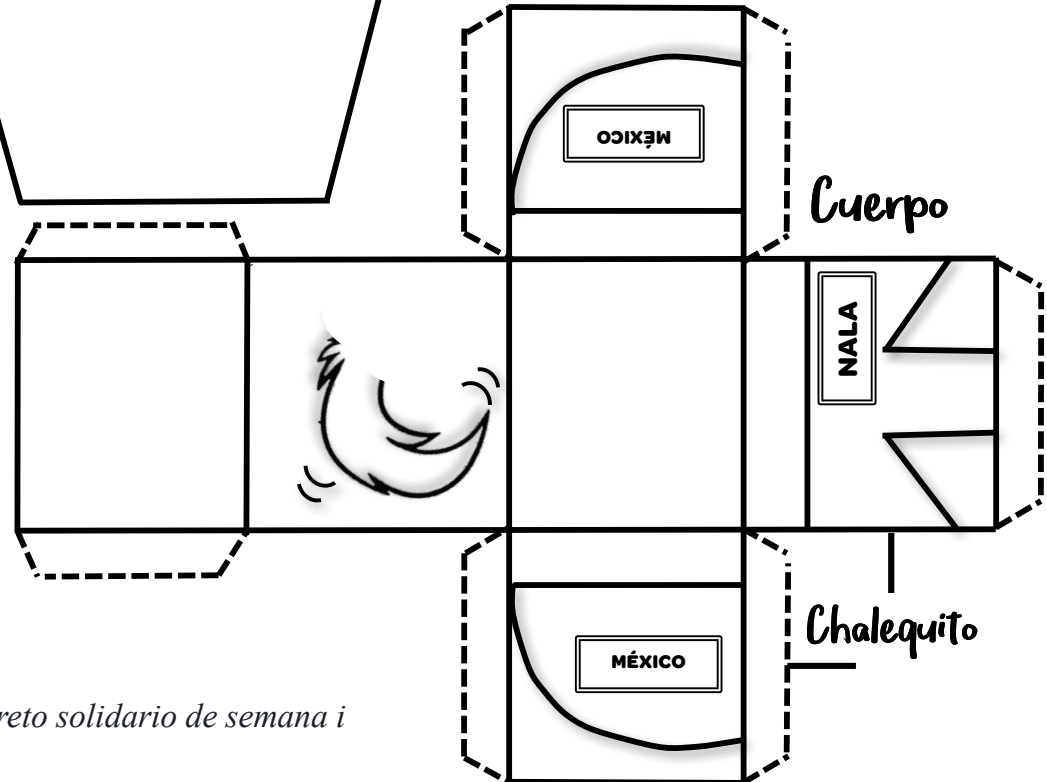 MÉXICO
Cuerpo
NALA
Chalequito
MÉXICO
reto solidario de semana i